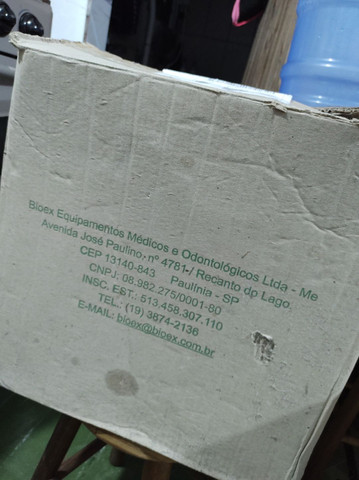 Bioex Equipamentos Médicos e Odontológicos Ltda - Me
Avenida José Paulino, nº 4781 / Recanto do Lago
CEP 13140-843 Paulínia - SP
CNPJ: 08.982.275/0001-80
INSC. EST.: 513.458.307.110
TEL.: (19) 3874-2136
E-MAIL: bioex@bioex.com.br